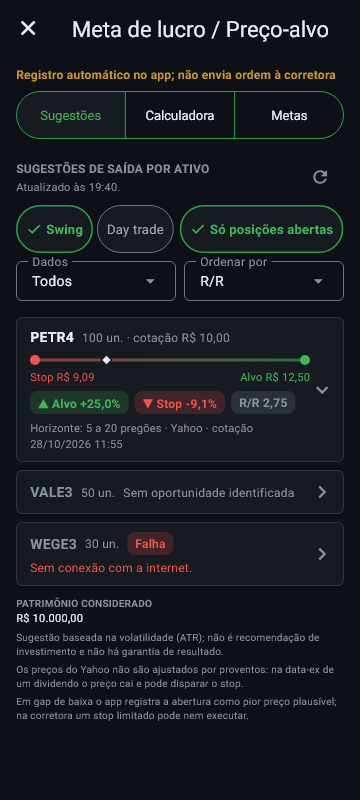 Meta de lucro / Preço-alvo
Registro automático no app; não envia ordem à corretora
Sugestões
Calculadora
Metas
SUGESTÕES DE SAÍDA POR ATIVO
Atualizado às 19:40.
Swing
Day trade
Só posições abertas
Dados
Todos
Ordenar por
R/R
PETR4 100 un. · cotação R$ 10,00
Stop R$ 9,09
Alvo R$ 12,50
▲ Alvo +25,0%
▼ Stop -9,1%
R/R 2,75
Horizonte: 5 a 20 pregões · Yahoo · cotação
28/10/2026 11:55
VALE3 50 un. Sem oportunidade identificada
WEGE3 30 un. Falha
Sem conexão com a internet.
PATRIMÔNIO CONSIDERADO
R$ 10.000,00
Sugestão baseada na volatilidade (ATR); não é recomendação de
investimento e não há garantia de resultado.
Os preços do Yahoo não são ajustados por proventos: na data-ex de
um dividendo o preço cai e pode disparar o stop.
Em gap de baixa o app registra a abertura como pior preço plausível;
na corretora um stop limitado pode nem executar.